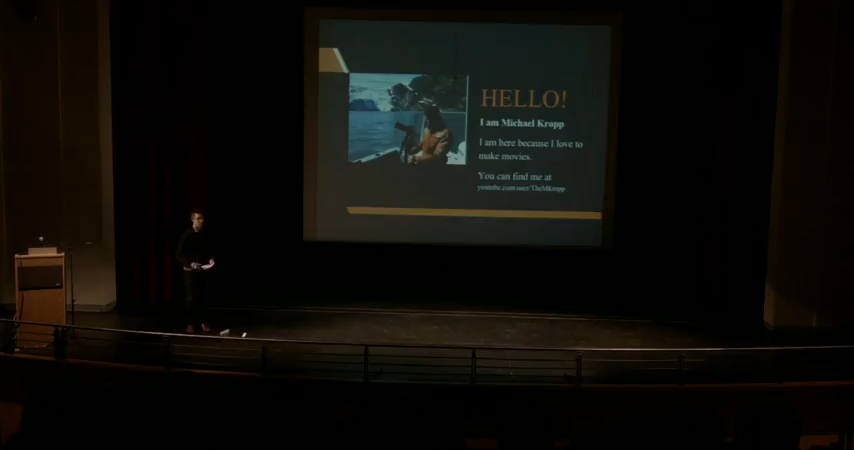 HELLO!
I am Michael Kropp
I am here because I love to
make movies.
You can find me at
youtube.com/user/TheMkropp